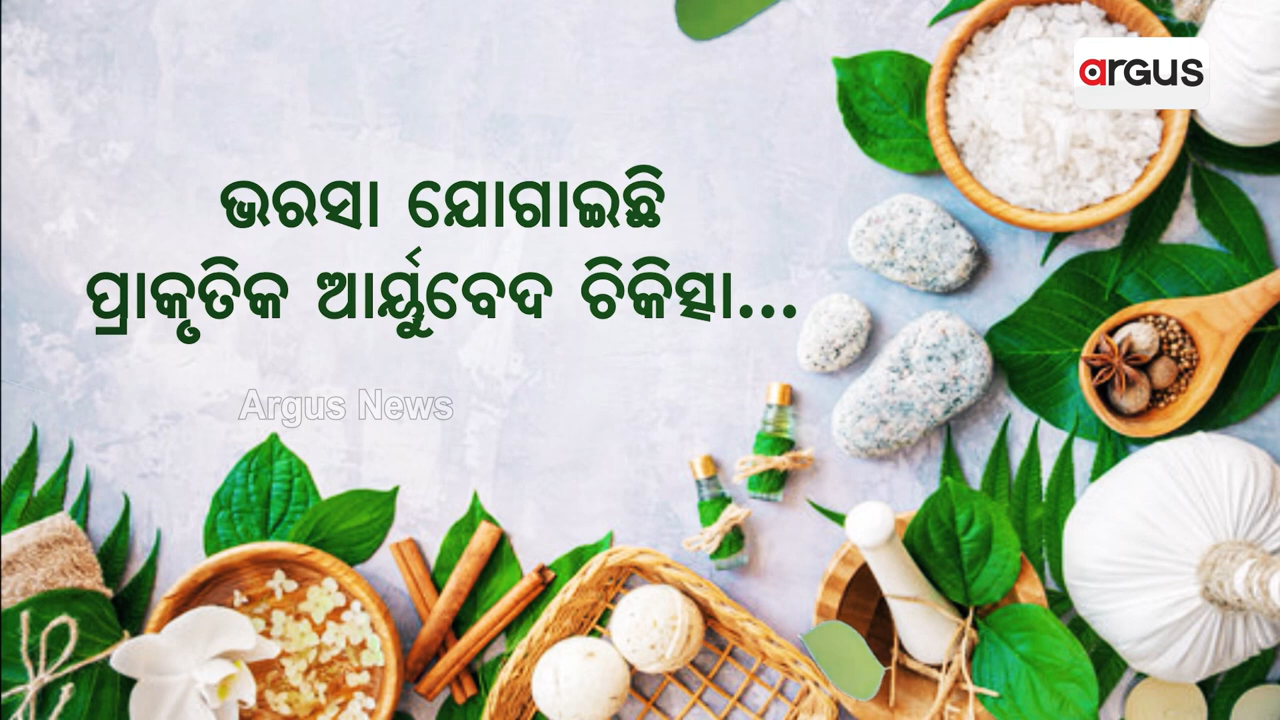 argus
ଭରସା ଯୋଗାଇଛି
ପ୍ରାକୃତିକ ଆର୍ୟୁବେଦ ଚିକିତ୍ସା...
Argus News